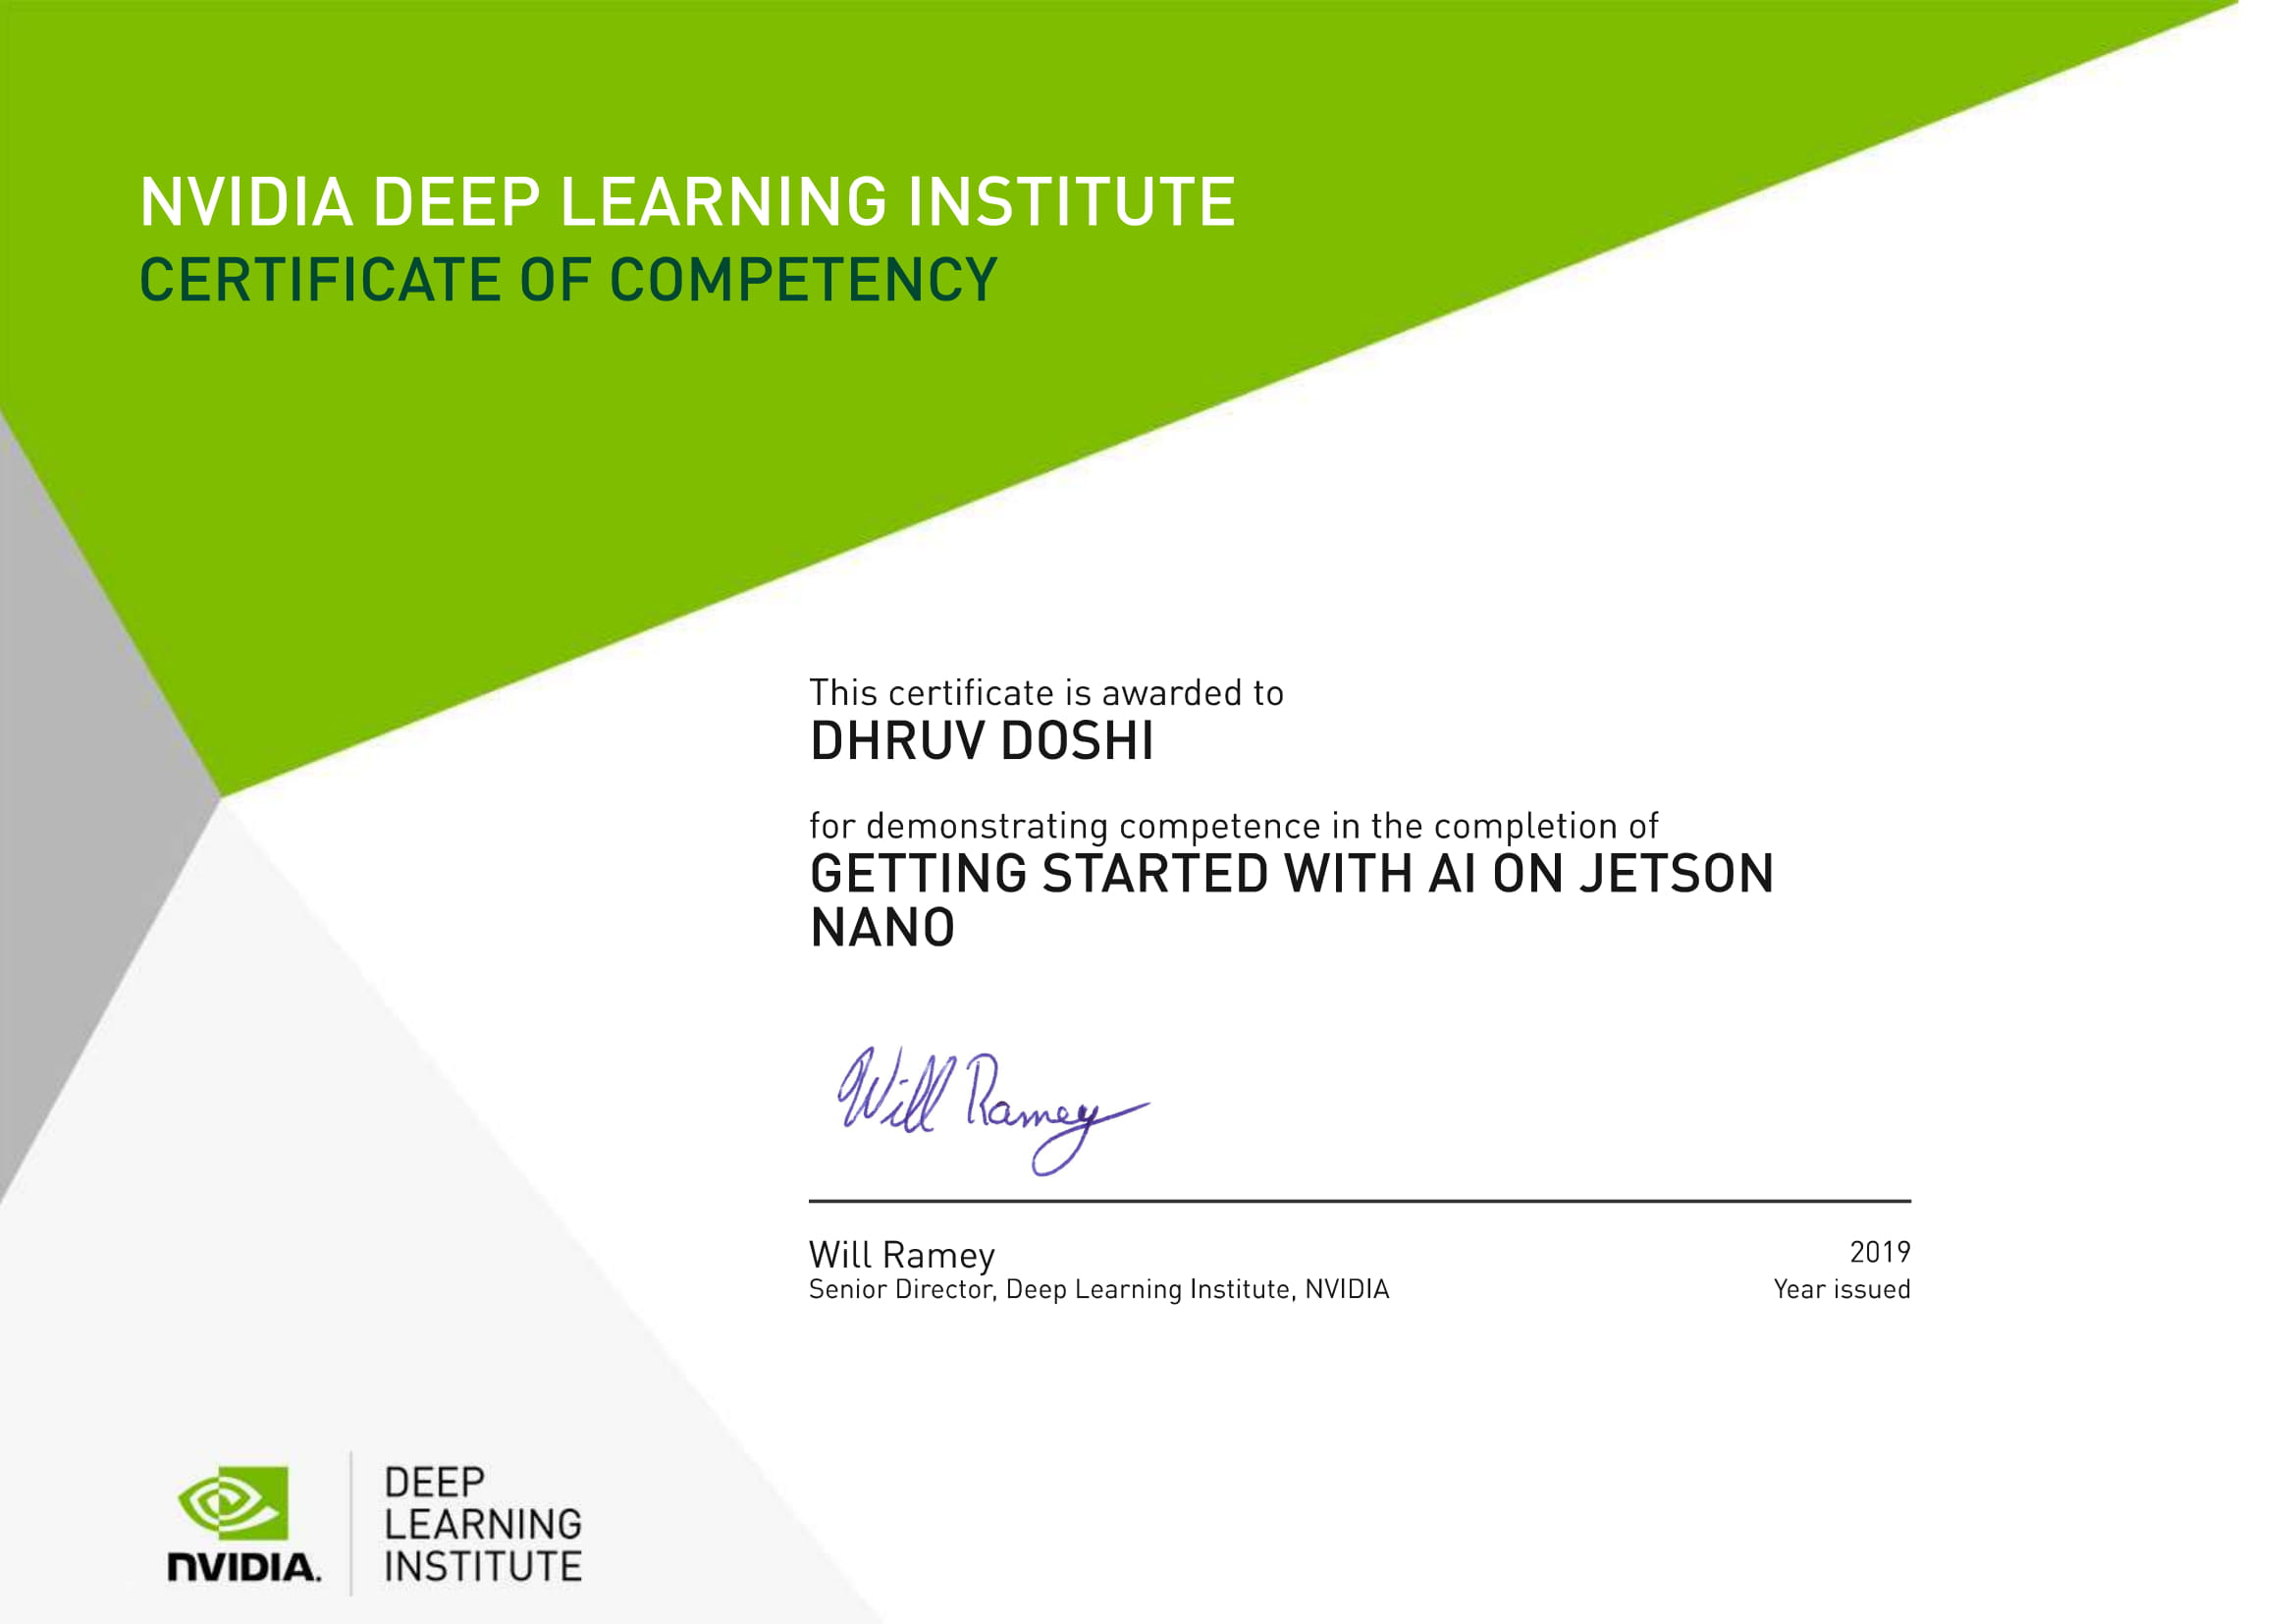 NVIDIA DEEP LEARNING INSTITUTE
CERTIFICATE OF COMPETENCY
This certificate is awarded to
DHRUV DOSHI
for demonstrating competence in the completion of
GETTING STARTED WITH AI ON JETSON
NANO
Will Ramey
Will Ramey
Senior Director, Deep Learning Institute, NVIDIA
2019
Year issued
NVIDIA.
DEEP
LEARNING
INSTITUTE